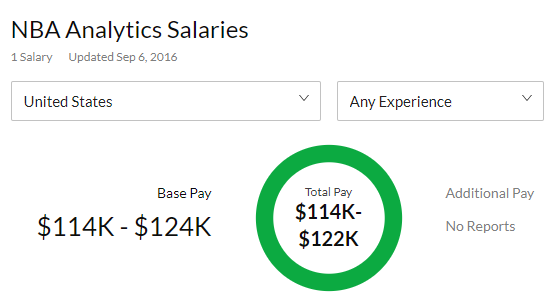 NBA Analytics Salaries
1 Salary Updated Sep 6, 2016
United States
Any Experience
Base Pay
$114K - $124K
Total Pay
$114K-
$122K
Additional Pay
No Reports